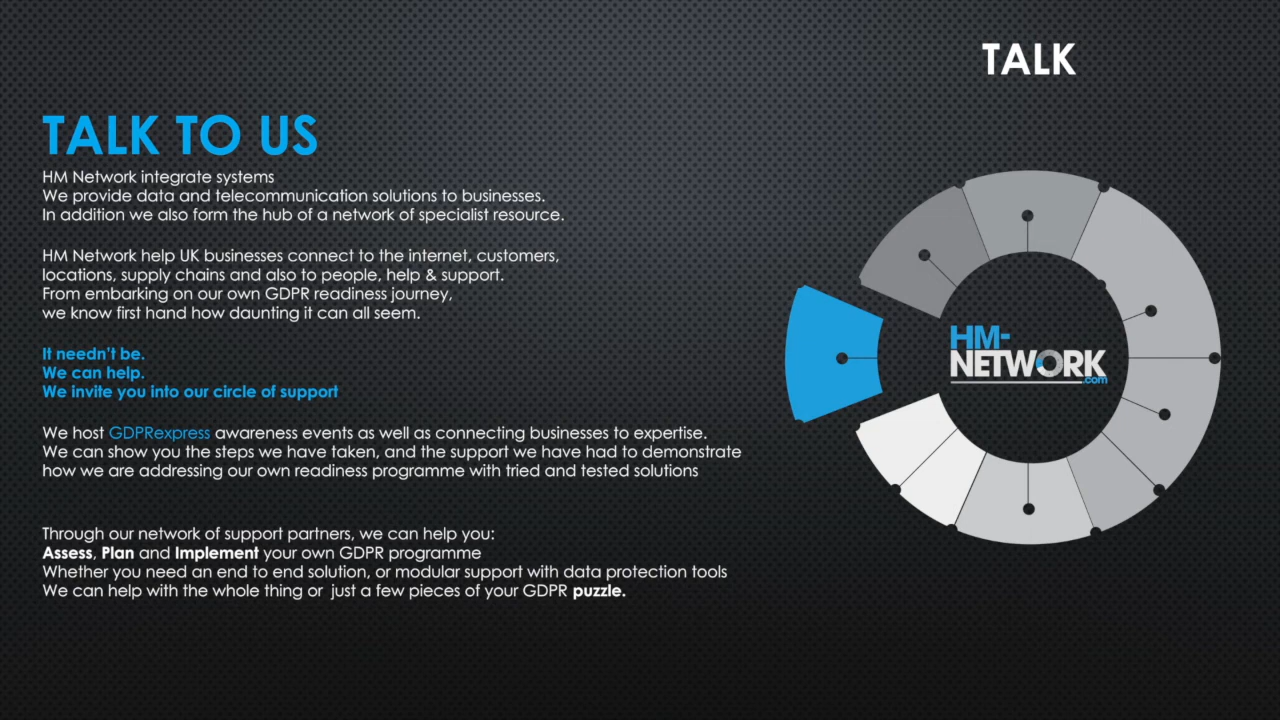 TALK
TALK TO US
HM Network integrate systems
We provide data and telecommunication solutions to businesses.
In addition we also form the hub of a network of specialist resource.
HM Network help UK businesses connect to the internet, customers,
locations, supply chains and also to people, help & support.
From embarking on our own GDPR readiness journey,
we know first hand how daunting it can all seem.
It needn't be.
We can help.
We invite you into our circle of support
We host GDPRexpress awareness events as well as connecting businesses to expertise.
We can show you the steps we have taken, and the support we have had to demonstrate
how we are addressing our own readiness programme with tried and tested solutions
Through our network of support partners, we can help you:
Assess, Plan and Implement your own GDPR programme
Whether you need an end to end solution, or modular support with data protection tools
We can help with the whole thing or just a few pieces of your GDPR puzzle.
HM-
NETWORK
.com